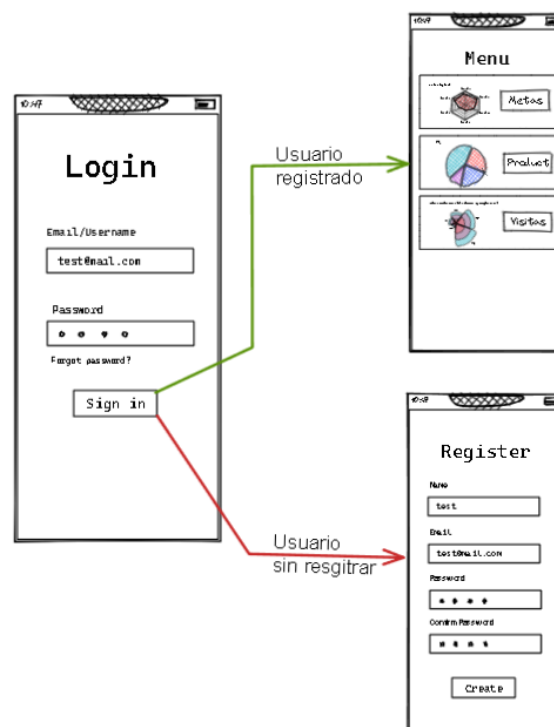 10:47
Login
Email/Username
test@mail.com
Password
Forgot password?
Sign in
Usuario
registrado
10:47
Menu
Metas
Product
Visitas
Usuario
sin resgitrar
10:48
Register
Name
test
Email
test@mail.com
Password
Confirm Password
Create